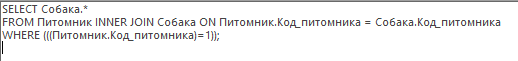 SELECT Собака.*
FROM Питомник INNER JOIN Собака ON Питомник.Код_питомника = Собака.Код_питомника
WHERE (((Питомник.Код_питомника)=1));